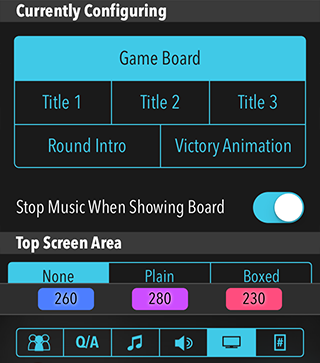 Currently Configuring
Game Board
Title 1 Title 2 Title 3
Round Intro Victory Animation
Stop Music When Showing Board
Top Screen Area
None Plain Boxed
260 280 230
Q/A #